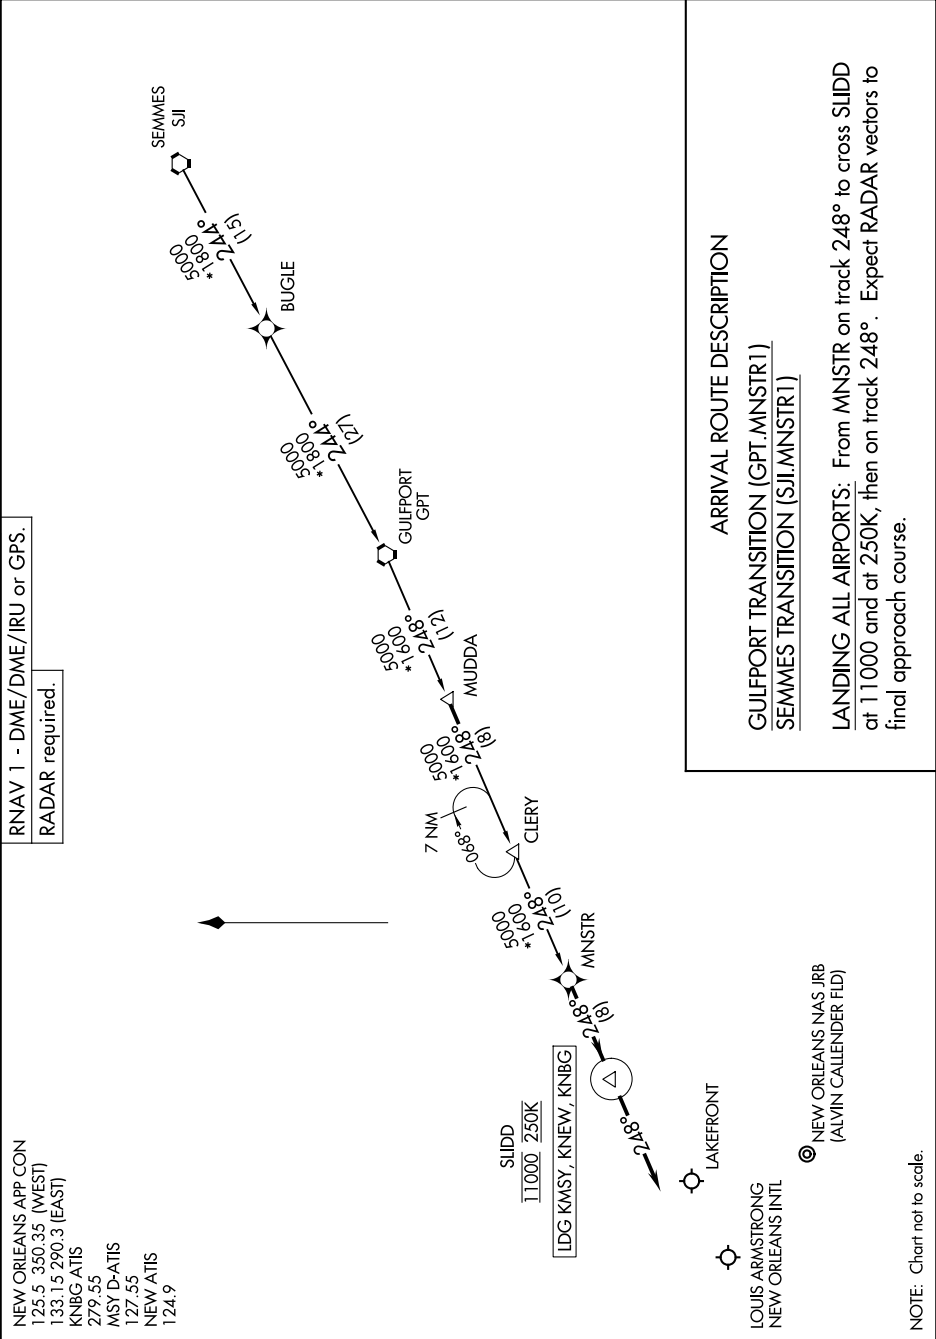 NEW ORLEANS APP CON
125.5 350.35 (WEST)
133.15 290.3 (EAST)
KNBG ATIS
279.55
MSY D-ATIS
127.55
NEW ATIS
124.9
RNAV 1 - DME/DME/IRU or GPS.
RADAR required.
SEMMES
SJI
5000
*1800
244°
(15)
BUGLE
5000
*1800
244°
(27)
GULFPORT
GPT
5000
*1600
248°
(12)
MUDDA
5000
*1600
248°
(8)
7 NM
068°
CLERY
5000
*1600
248°
(10)
MNSTR
248°
(8)
SLIDD
11000 250K
LDG KMSY, KNEW, KNBG
248°
LAKEFRONT
LOUIS ARMSTRONG
NEW ORLEANS INTL
NEW ORLEANS NAS JRB
(ALVIN CALLENDER FLD)
NOTE: Chart not to scale.
ARRIVAL ROUTE DESCRIPTION
GULFPORT TRANSITION (GPT.MNSTR1)
SEMMES TRANSITION (SJI.MNSTR1)
LANDING ALL AIRPORTS: From MNSTR on track 248° to cross SLIDD
at 11000 and at 250K, then on track 248°. Expect RADAR vectors to
final approach course.